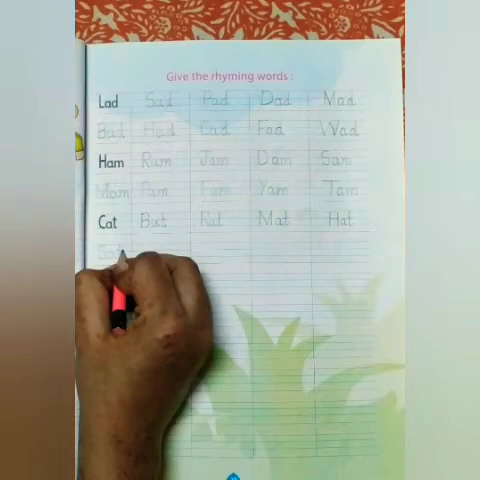 Give the rhyming words :
Lad Sad Pad Dad Mad
Bad Had Cad Fad Wad
Ham Ram Jam Dam Sam
Mam Pam Yam Tam
Cat Bat Rat Mat Hat